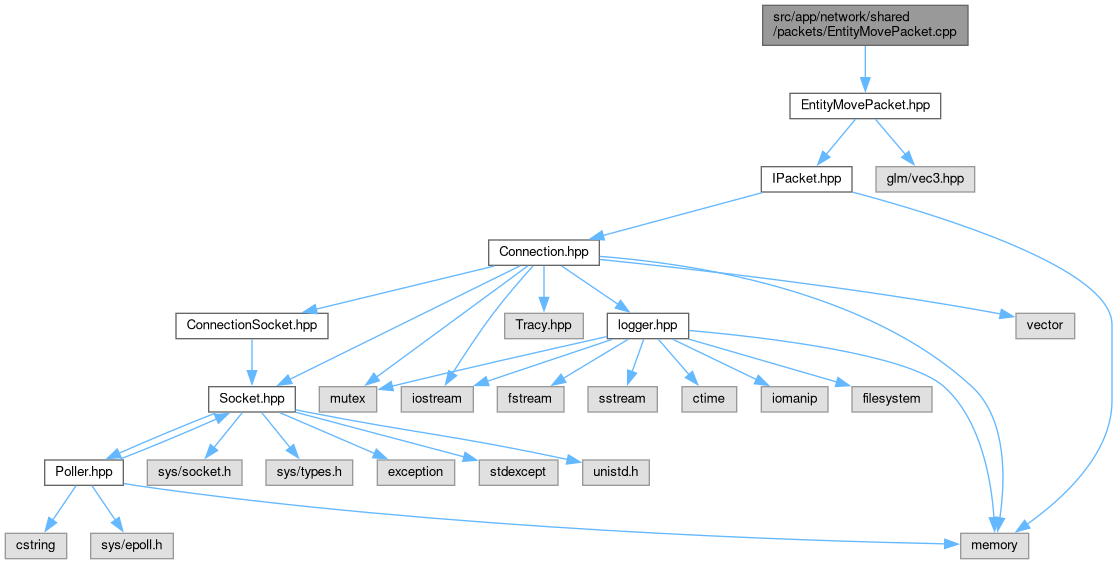 src/app/network/shared
/packets/EntityMovePacket.cpp
EntityMovePacket.hpp
IPacket.hpp
glm/vec3.hpp
Connection.hpp
ConnectionSocket.hpp
Tracy.hpp
logger.hpp
vector
Socket.hpp
mutex
iostream
fstream
sstream
ctime
iomanip
filesystem
Poller.hpp
sys/socket.h
sys/types.h
exception
stdexcept
unistd.h
cstring
sys/epoll.h
memory